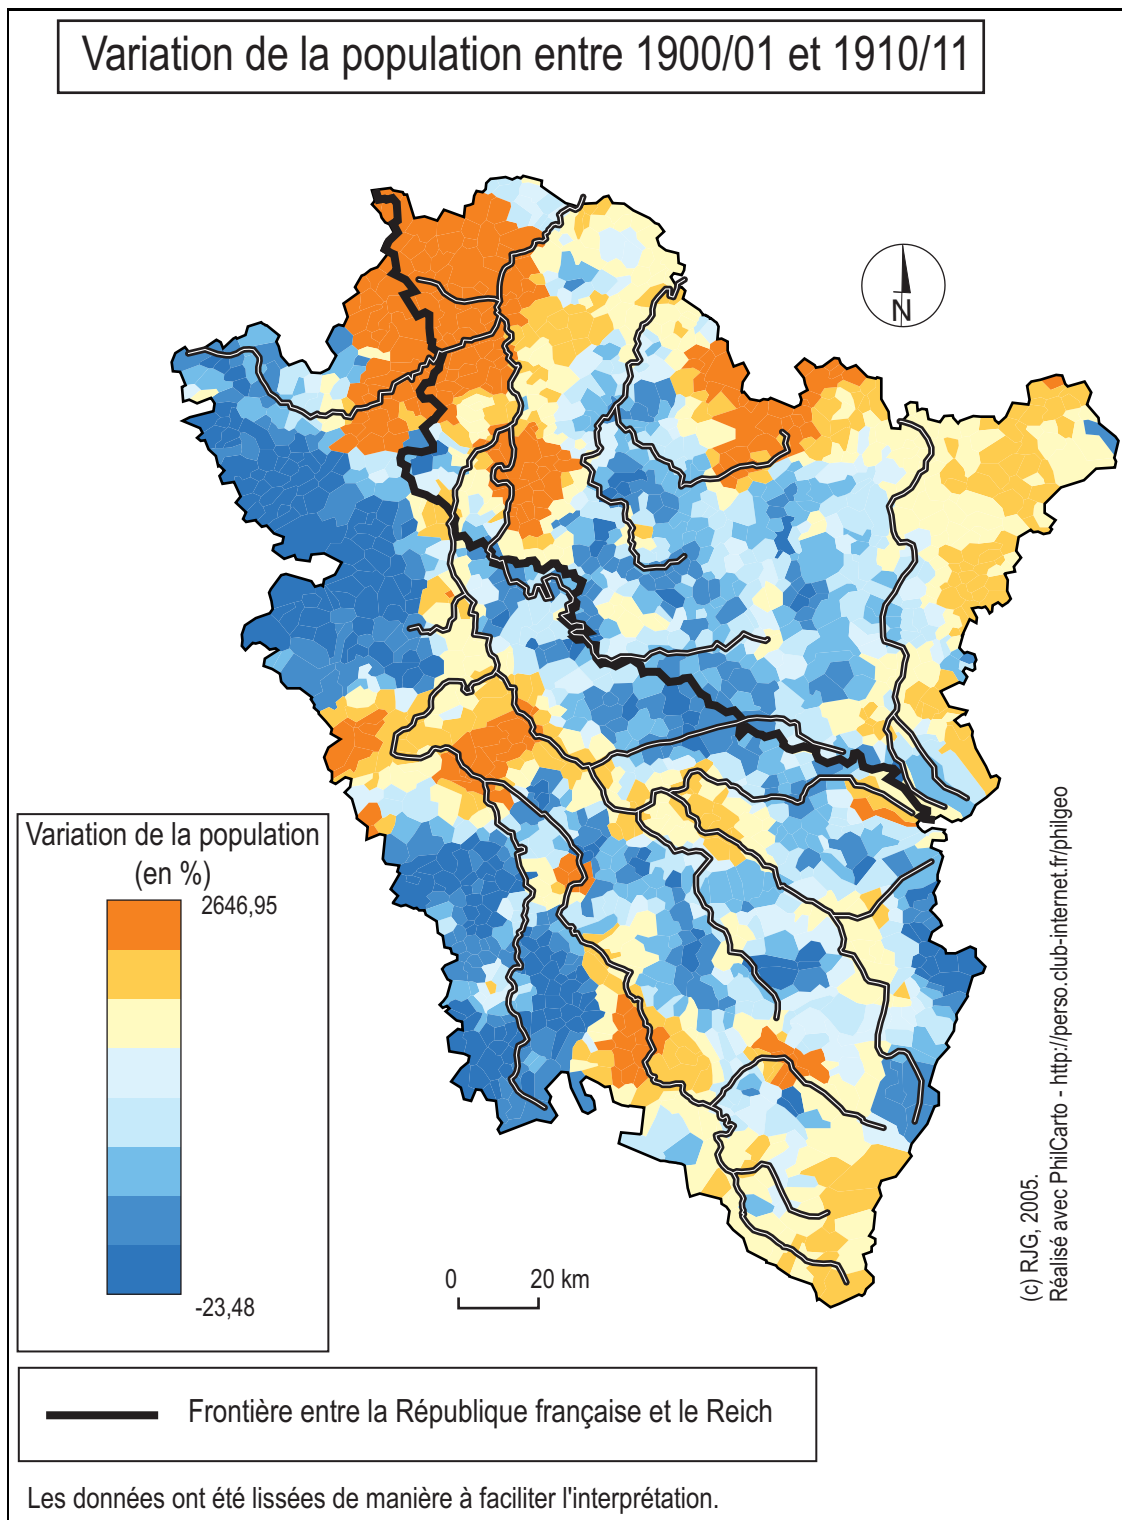 Variation de la population entre 1900/01 et 1910/11
N
Variation de la population
(en %)
2646,95
-23,48
0 20 km
(c) RJG, 2005.
Réalisé avec PhilCarto - http://perso.club-internet.fr/philgeo
Frontière entre la République française et le Reich
Les données ont été lissées de manière à faciliter l'interprétation.